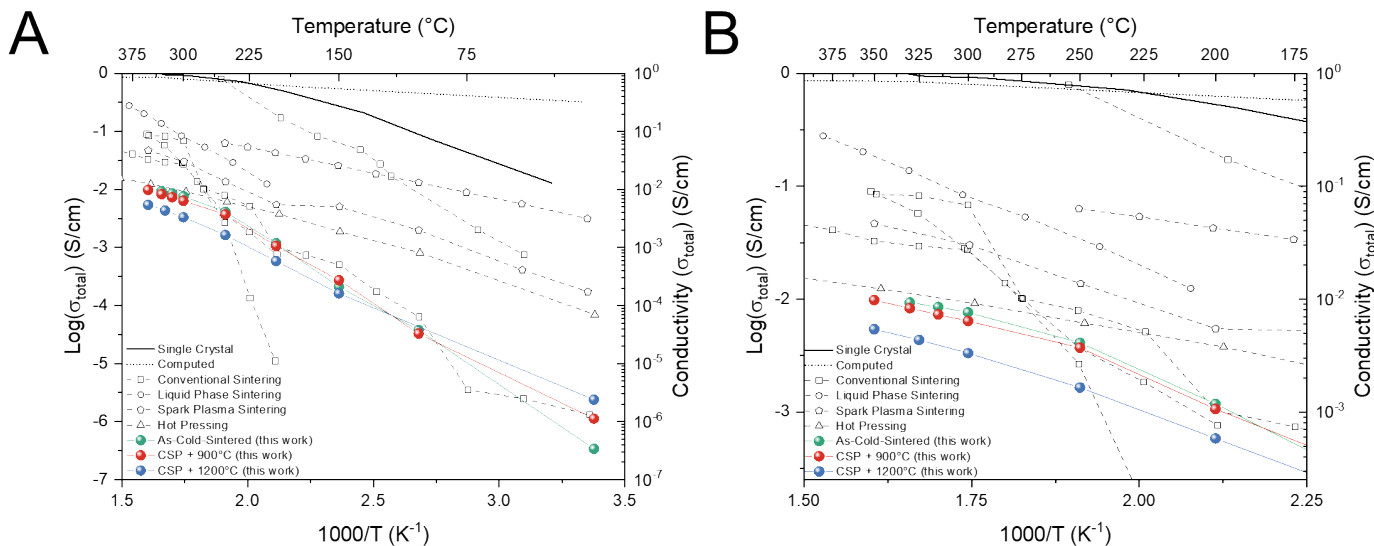 A
Temperature (°C)
375 300 225 150 75
0
-1
-2
-3
-4
-5
-6
-7
Log(σtotal) (S/cm)
10^0
10^-1
10^-2
10^-3
10^-4
10^-5
10^-6
10^-7
Conductivity (σtotal) (S/cm)
Single Crystal
Computed
Conventional Sintering
Liquid Phase Sintering
Spark Plasma Sintering
Hot Pressing
As-Cold-Sintered (this work)
CSP + 900°C (this work)
CSP + 1200°C (this work)
1.5 2.0 2.5 3.0 3.5
1000/T (K^-1)
B
Temperature (°C)
375 350 325 300 275 250 225 200 175
0
-1
-2
-3
Log(σtotal) (S/cm)
10^0
10^-1
10^-2
10^-3
Conductivity (σtotal) (S/cm)
Single Crystal
Computed
Conventional Sintering
Liquid Phase Sintering
Spark Plasma Sintering
Hot Pressing
As-Cold-Sintered (this work)
CSP + 900°C (this work)
CSP + 1200°C (this work)
1.50 1.75 2.00 2.25
1000/T (K^-1)